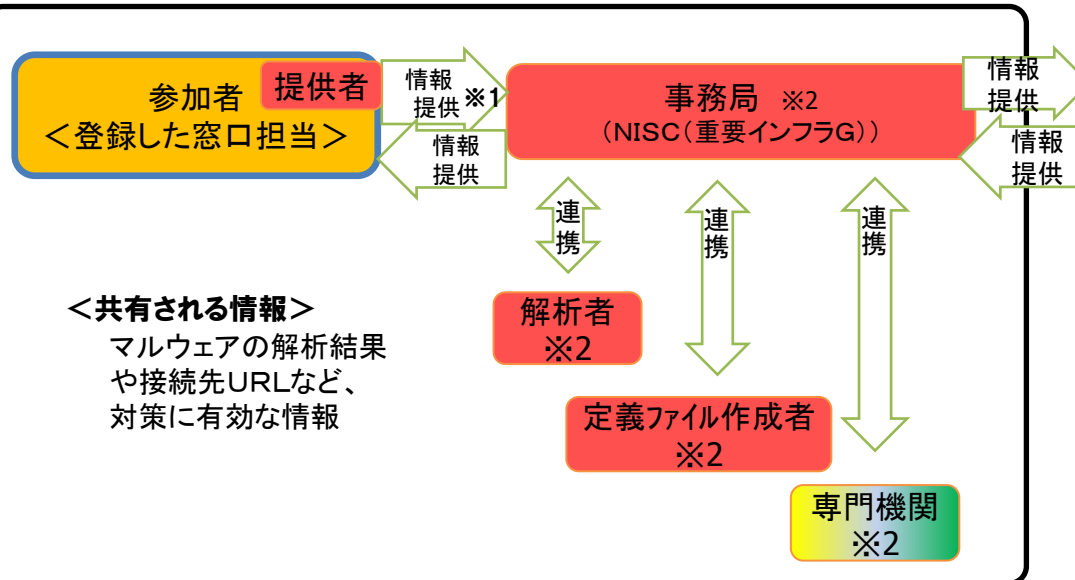 参加者
＜登録した窓口担当＞
提供者
情報
提供※1
情報
提供
事務局 ※2
（NISC（重要インフラG））
情報
提供
情報
提供
連携
連携
連携
＜共有される情報＞
マルウェアの解析結果
や接続先ＵＲＬなど、
対策に有効な情報
解析者
※2
定義ファイル作成者
※2
専門機関
※2